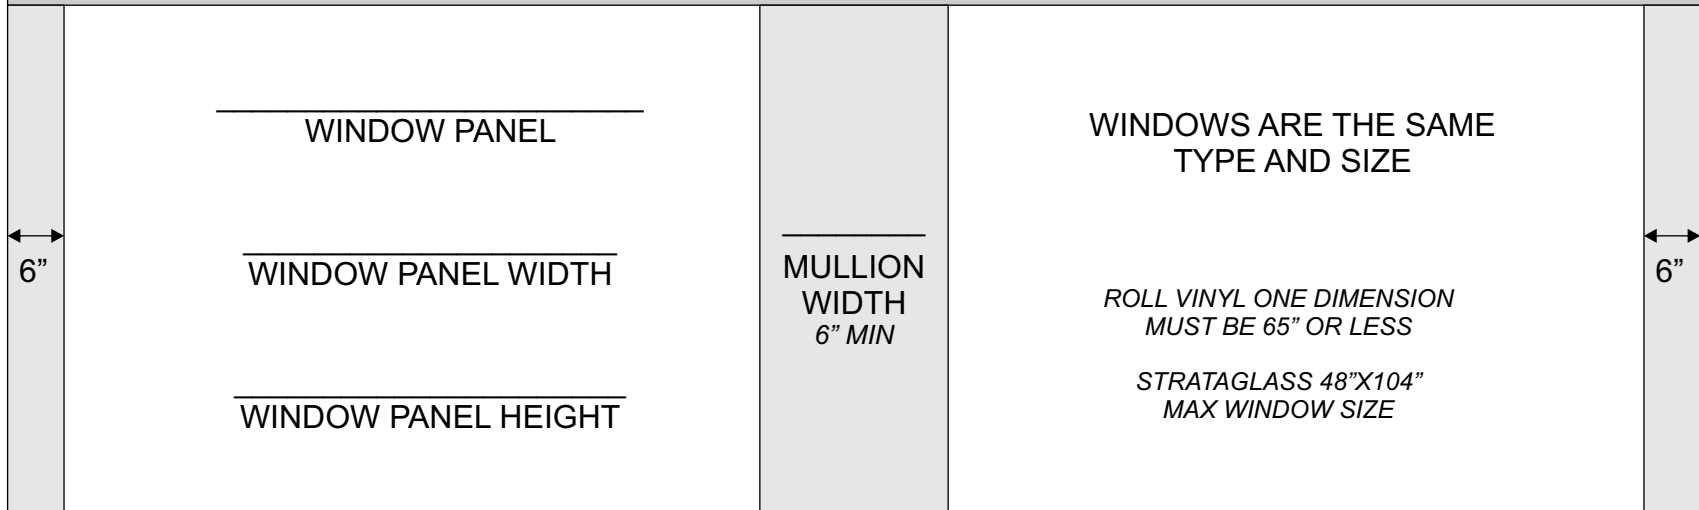 WINDOW PANEL
WINDOW PANEL WIDTH
WINDOW PANEL HEIGHT
6”
MULLION
WIDTH
6” MIN
WINDOWS ARE THE SAME
TYPE AND SIZE
ROLL VINYL ONE DIMENSION
MUST BE 65” OR LESS
STRATAGLASS 48”X104”
MAX WINDOW SIZE
6”